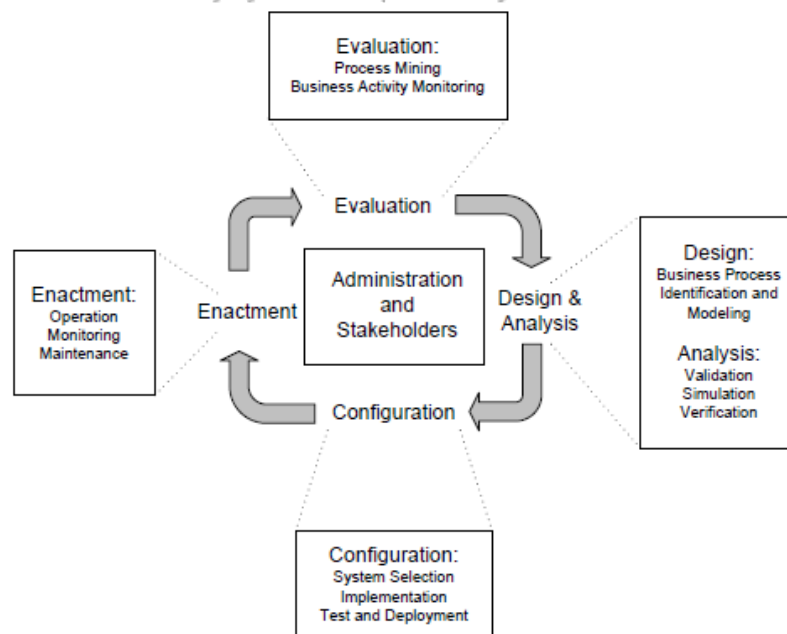 Evaluation:
Process Mining
Business Activity Monitoring
Evaluation
Administration
and
Stakeholders
Design &
Analysis
Design:
Business Process
Identification and
Modeling
Analysis:
Validation
Simulation
Verification
Enactment:
Operation
Monitoring
Maintenance
Enactment
Configuration
Configuration:
System Selection
Implementation
Test and Deployment